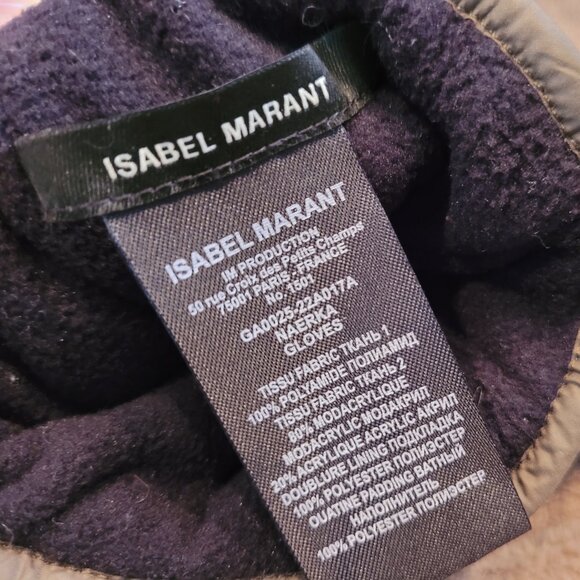 ISABEL MARANT
ISABEL MARANT
IM PRODUCTION
50 rue Croix des Petits Champs
75001 PARIS - FRANCE
No. 1501
GA0025-22A017A
NAERKA
GLOVES
TISSU FABRIC ТКАНЬ 1
100% POLYAMIDE ПОЛИАМИД
TISSU FABRIC ТКАНЬ 2
80% MODACRYLIQUE
MODACRYLIC МОДАКРИЛ
20% ACRYLIQUE ACRYLIC АКРИЛ
DOUBLURE LINING ПОДКЛАДКА
100% POLYESTER ПОЛИЭСТЕР
OUATINE PADDING ВАТНЫЙ
НАПОЛНИТЕЛЬ
100% POLYESTER ПОЛИЭСТЕР